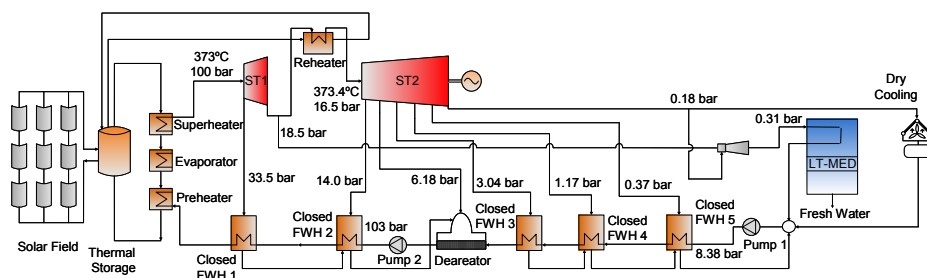 Reheater
373ºC
100 bar
ST1
ST2
373.4ºC
16.5 bar
0.18 bar
Dry
Cooling
Superheater
18.5 bar
0.31 bar
LT-MED
Evaporator
33.5 bar
14.0 bar
6.18 bar
3.04 bar
1.17 bar
0.37 bar
Preheater
Fresh Water
Closed
FWH 2
103 bar
Closed
FWH 3
Closed
FWH 4
Closed
FWH 5
Pump 1
Solar Field
Thermal
Storage
Closed
FWH 1
Pump 2
Deareator
8.38 bar